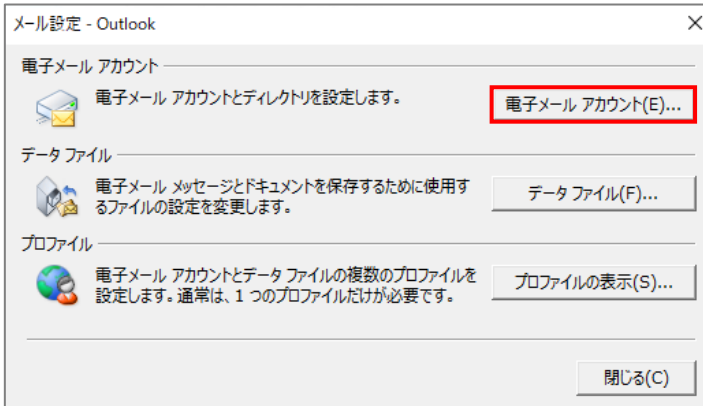 メール設定 - Outlook
電子メール アカウント
電子メール アカウントとディレクトリを設定します。
電子メール アカウント(E)...
データ ファイル
電子メール メッセージとドキュメントを保存するために使用す
るファイルの設定を変更します。
データ ファイル(F)...
プロファイル
電子メール アカウントとデータ ファイルの複数のプロファイルを
設定します。通常は、1 つのプロファイルだけが必要です。
プロファイルの表示(S)...
閉じる(C)